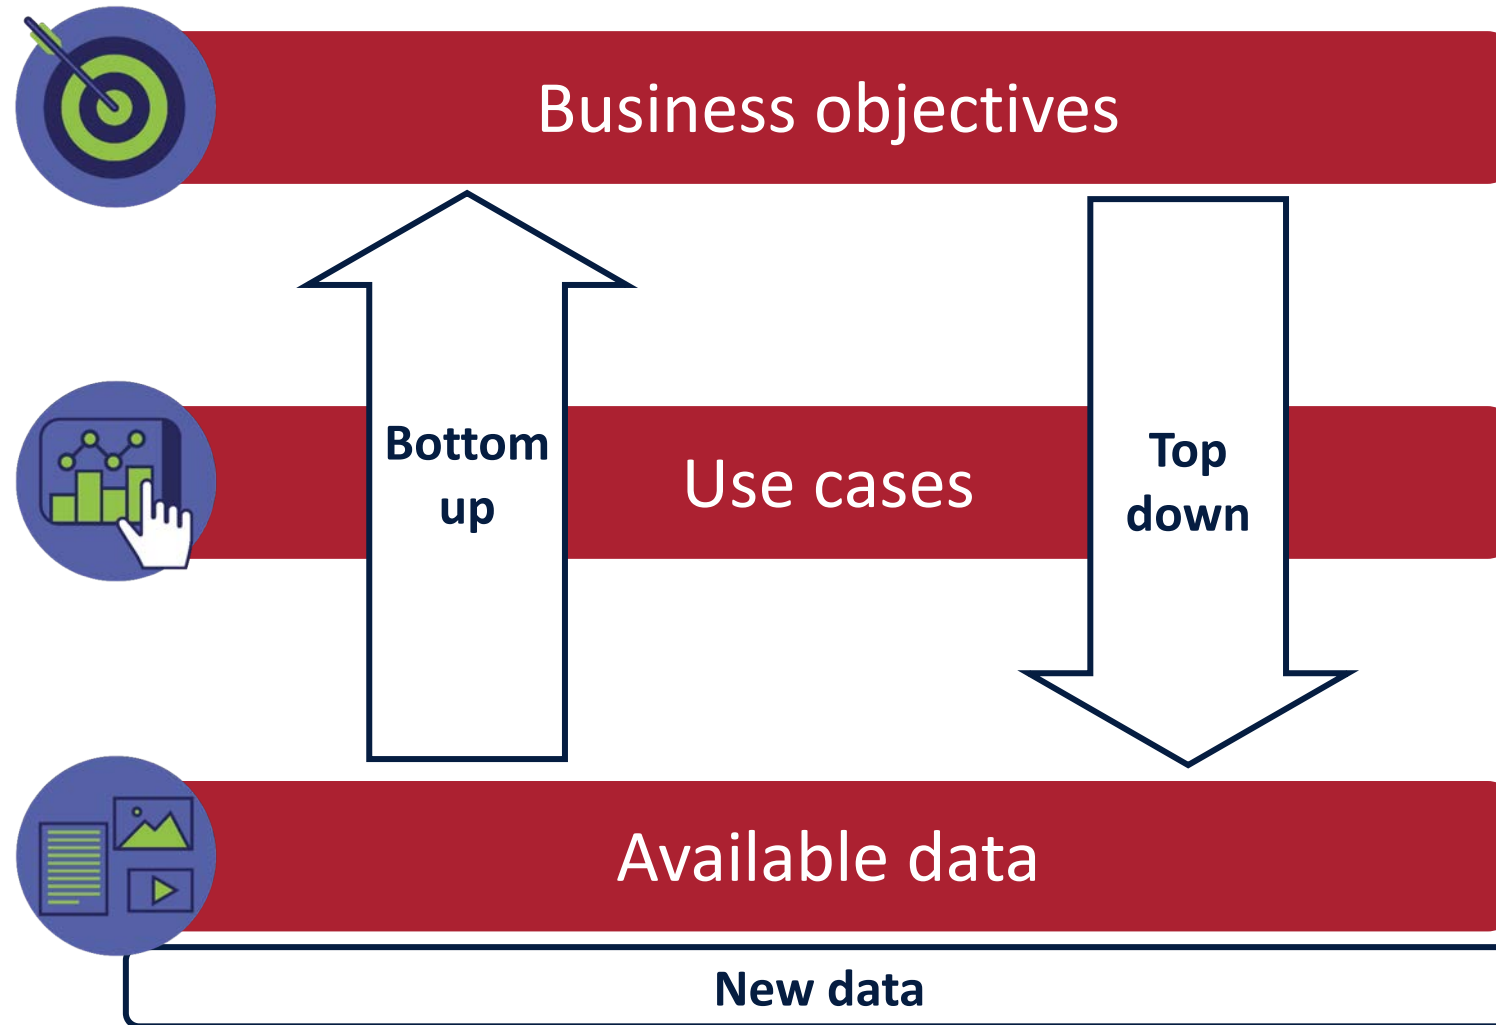 Business objectives
Bottom
up
Use cases
Top
down
Available data
New data